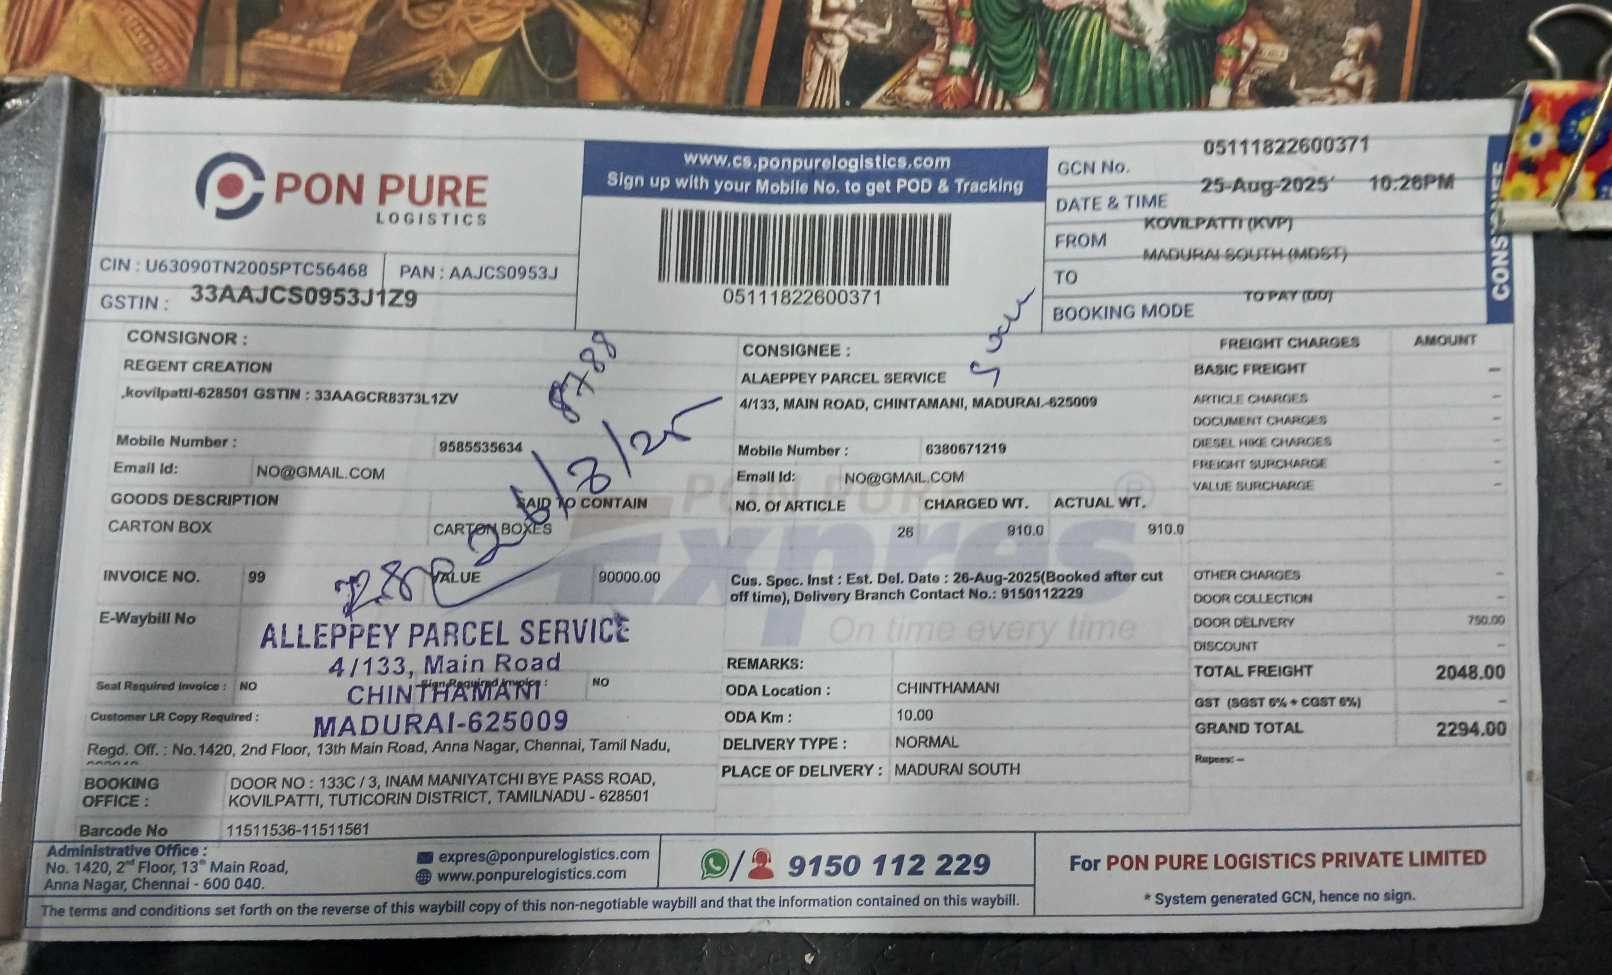 PON PURE
LOGISTICS
CIN : U63090TN2005PTC56468 PAN : AAJCS0953J
GSTIN : 33AAJCS0953J1Z9
www.cs.ponpurelogistics.com
Sign up with your Mobile No. to get POD & Tracking
05111822600371
GCN No. 05111822600371
DATE & TIME 25-Aug-2025 10:26PM
FROM KOVILPATTI (KVP)
TO MADURAI SOUTH (MDST)
BOOKING MODE TO PAY (DD)
CONSIGNEE
CONSIGNOR :
REGENT CREATION
,kovilpatti-628501 GSTIN : 33AAGCR8373L1ZV
Mobile Number : 9585535634
Email Id: NO@GMAIL.COM
GOODS DESCRIPTION SAID TO CONTAIN
CARTON BOX CARTON BOXES
INVOICE NO. 99 VALUE 90000.00
E-Waybill No
Seal Required Invoice : NO Sign Required Invoice : NO
Customer LR Copy Required :
8788
26/8/25
ALLEPPEY PARCEL SERVICE
4/133, Main Road
CHINTHAMANI
MADURAI-625009
Regd. Off. : No.1420, 2nd Floor, 13th Main Road, Anna Nagar, Chennai, Tamil Nadu,
BOOKING OFFICE : DOOR NO : 133C / 3, INAM MANIYATCHI BYE PASS ROAD,
KOVILPATTI, TUTICORIN DISTRICT, TAMILNADU - 628501
Barcode No 11511536-11511561
CONSIGNEE :
ALAEPPEY PARCEL SERVICE
4/133, MAIN ROAD, CHINTAMANI, MADURAI.-625009
Mobile Number : 6380671219
Email Id: NO@GMAIL.COM
NO. Of ARTICLE CHARGED WT. ACTUAL WT.
26 910.0 910.0
PON PURE
Expres
On time every time
Cus. Spec. Inst : Est. Del. Date : 26-Aug-2025(Booked after cut
off time), Delivery Branch Contact No.: 9150112229
REMARKS:
ODA Location : CHINTHAMANI
ODA Km : 10.00
DELIVERY TYPE : NORMAL
PLACE OF DELIVERY : MADURAI SOUTH
FREIGHT CHARGES AMOUNT
BASIC FREIGHT -
ARTICLE CHARGES -
DOCUMENT CHARGES -
DIESEL HIKE CHARGES -
FREIGHT SURCHARGE -
VALUE SURCHARGE -
OTHER CHARGES -
DOOR COLLECTION -
DOOR DELIVERY 750.00
DISCOUNT -
TOTAL FREIGHT 2048.00
GST (SGST 6% + CGST 6%) -
GRAND TOTAL 2294.00
Rupees: -
Administrative Office :
No. 1420, 2nd Floor, 13th Main Road,
Anna Nagar, Chennai - 600 040.
expres@ponpurelogistics.com
www.ponpurelogistics.com
/ 9150 112 229
For PON PURE LOGISTICS PRIVATE LIMITED
* System generated GCN, hence no sign.
The terms and conditions set forth on the reverse of this waybill copy of this non-negotiable waybill and that the information contained on this waybill.